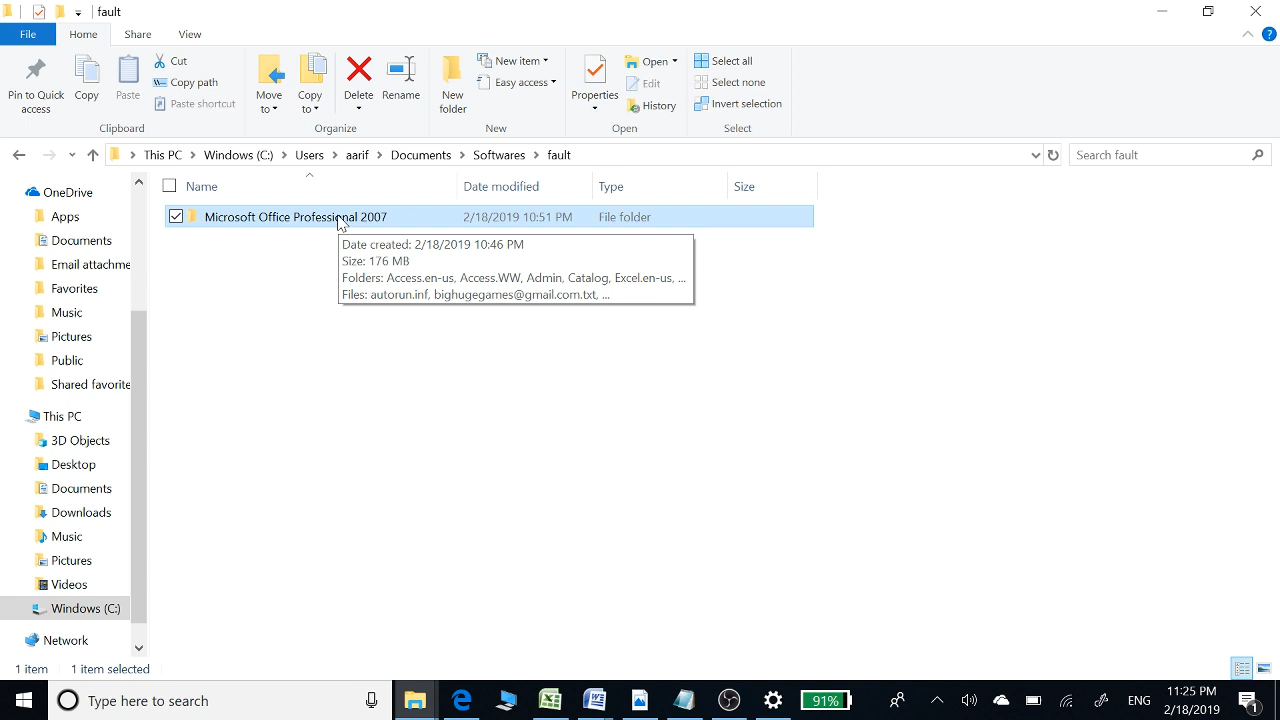 fault
File Home Share View
Pin to Quick access
Copy
Paste
Cut
Copy path
Paste shortcut
Clipboard
Move to
Copy to
Delete
Rename
Organize
New folder
New item
Easy access
New
Properties
Open
Edit
History
Open
Select all
Select none
Invert selection
Select
This PC > Windows (C:) > Users > aarif > Documents > Softwares > fault
Search fault
Name Date modified Type Size
Microsoft Office Professional 2007 2/18/2019 10:51 PM File folder
Date created: 2/18/2019 10:46 PM
Size: 176 MB
Folders: Access.en-us, Access.WW, Admin, Catalog, Excel.en-us, ...
Files: autorun.inf, bighugegames@gmail.com.txt, ...
OneDrive
Apps
Documents
Email attachme
Favorites
Music
Pictures
Public
Shared favorite
This PC
3D Objects
Desktop
Documents
Downloads
Music
Pictures
Videos
Windows (C:)
Network
1 item 1 item selected
Type here to search
91%
ENG
11:25 PM
2/18/2019
1